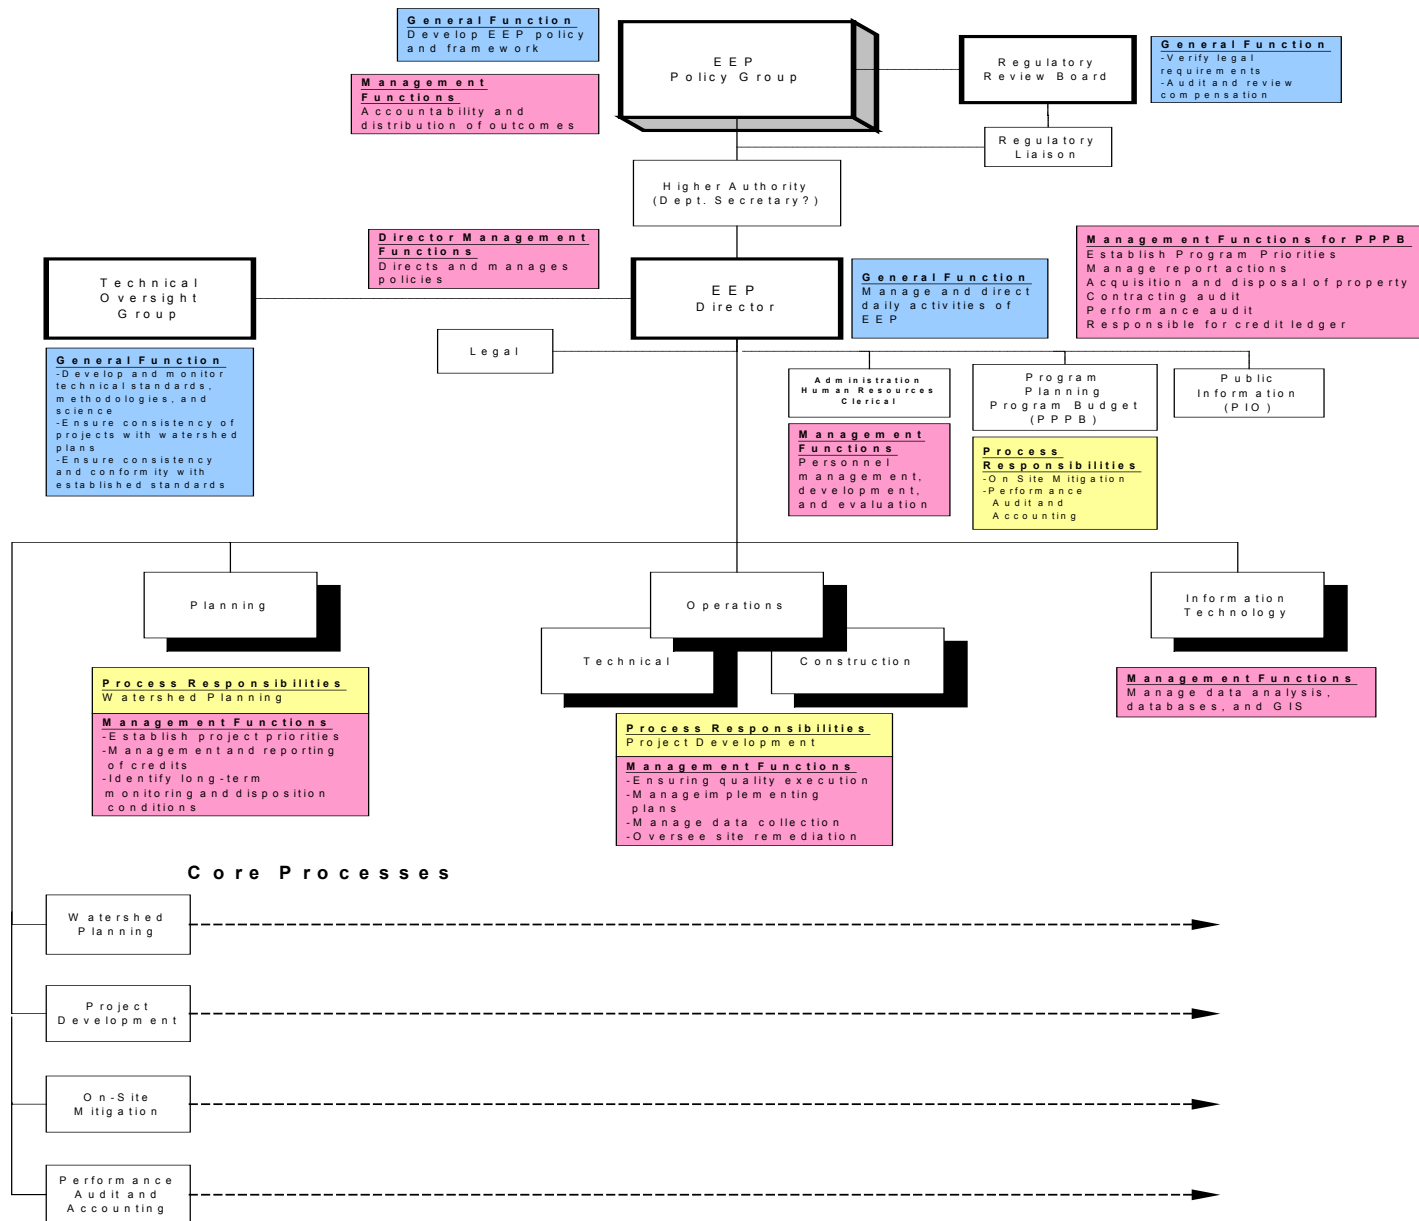 General Function
Develop EEP policy
and framework
Management
Functions
Accountability and
distribution of outcomes
EEP
Policy Group
Regulatory
Review Board
General Function
-Verify legal
requirements
-Audit and review
compensation
Regulatory
Liaison
Higher Authority
(Dept. Secretary?)
Director Management
Functions
Directs and manages
policies
Management Functions for PPPB
Establish Program Priorities
Manage report actions
Acquisition and disposal of property
Contracting audit
Performance audit
Responsible for credit ledger
Technical
Oversight
Group
EEP
Director
General Function
Manage and direct
daily activities of
EEP
General Function
-Develop and monitor
technical standards,
methodologies, and
science
-Ensure consistency of
projects with watershed
plans
-Ensure consistency
and conformity with
established standards
Legal
Administration
Human Resources
Clerical
Program
Planning
Program Budget
(PPPB)
Public
Information
(PIO)
Management
Functions
Personnel
management,
development,
and evaluation
Process
Responsibilities
-On Site Mitigation
-Performance
Audit and
Accounting
Planning
Operations
Information
Technology
Technical
Construction
Process Responsibilities
Watershed Planning
Management Functions
-Establish project priorities
-Management and reporting
of credits
-Identify long-term
monitoring and disposition
conditions
Process Responsibilities
Project Development
Management Functions
-Ensuring quality execution
-Manageimplementing
plans
-Manage data collection
-Oversee site remediation
Management Functions
Manage data analysis,
databases, and GIS
Core Processes
Watershed
Planning
Project
Development
On-Site
Mitigation
Performance
Audit and
Accounting